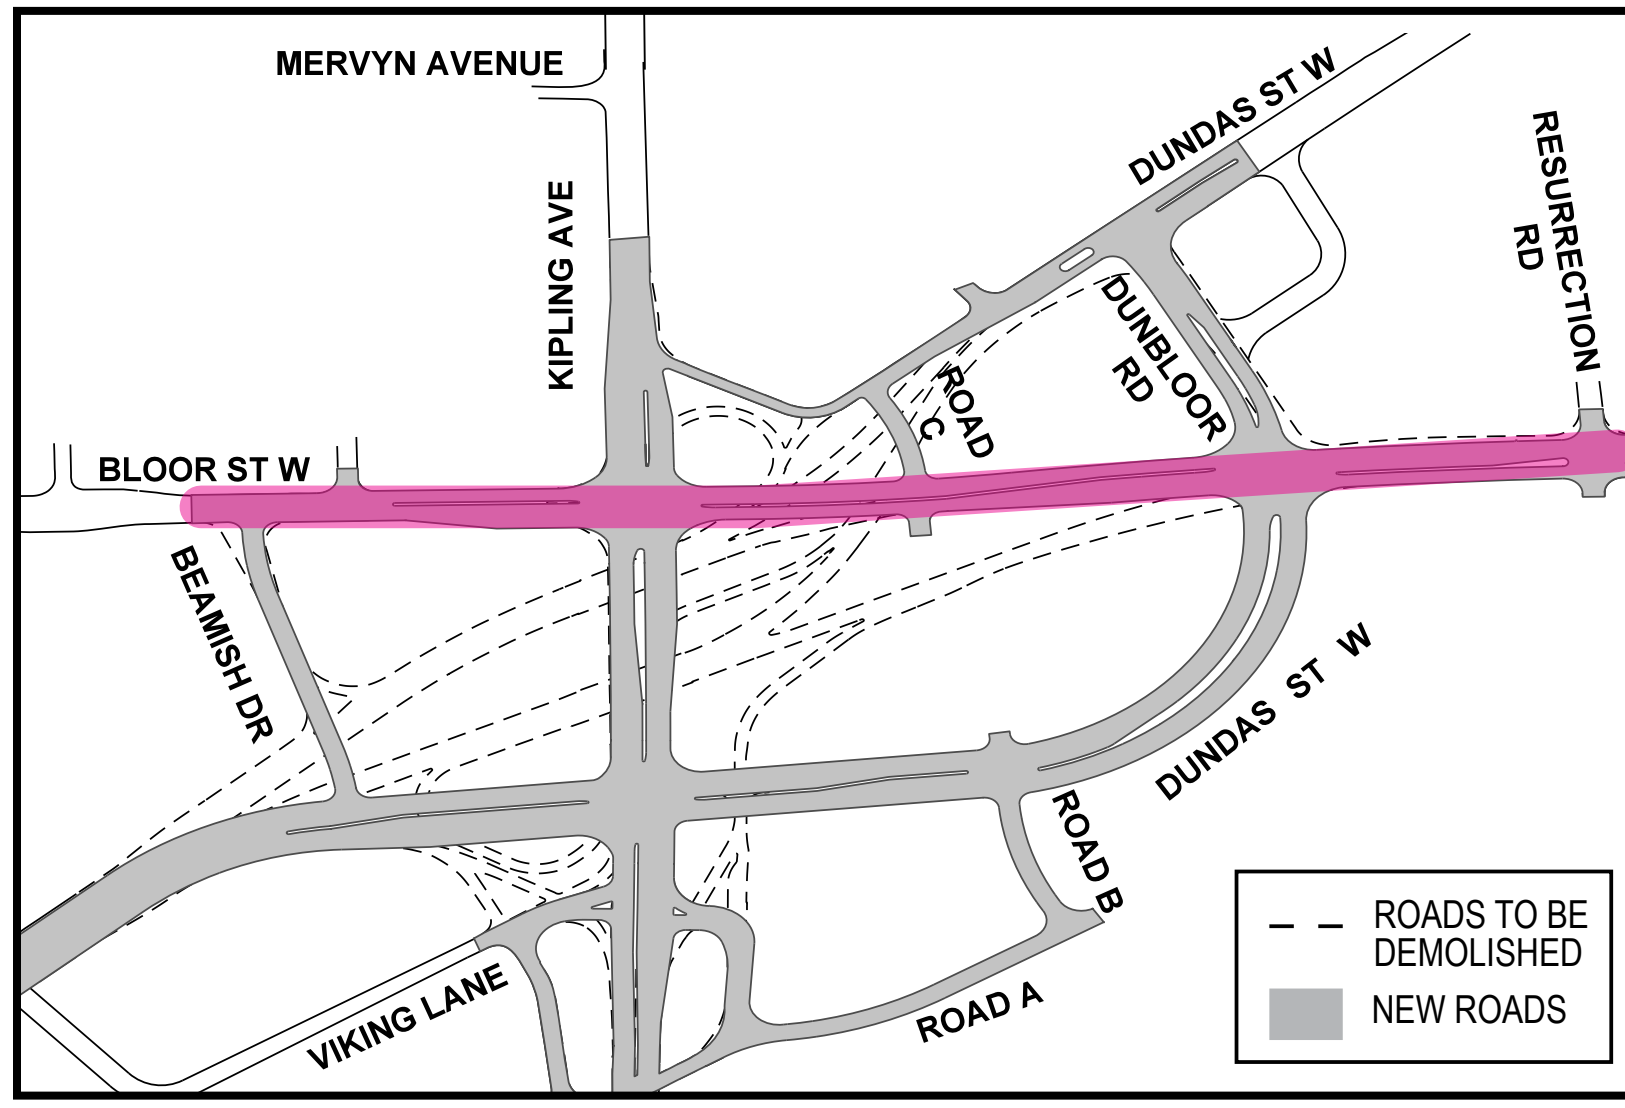 MERVYN AVENUE
DUNDAS ST W
RESURRECTION
RD
KIPLING AVE
DUNBLOOR
RD
ROAD
C
BLOOR ST W
BEAMISH DR
DUNDAS ST W
ROAD B
VIKING LANE
ROAD A
ROADS TO BE
DEMOLISHED
NEW ROADS